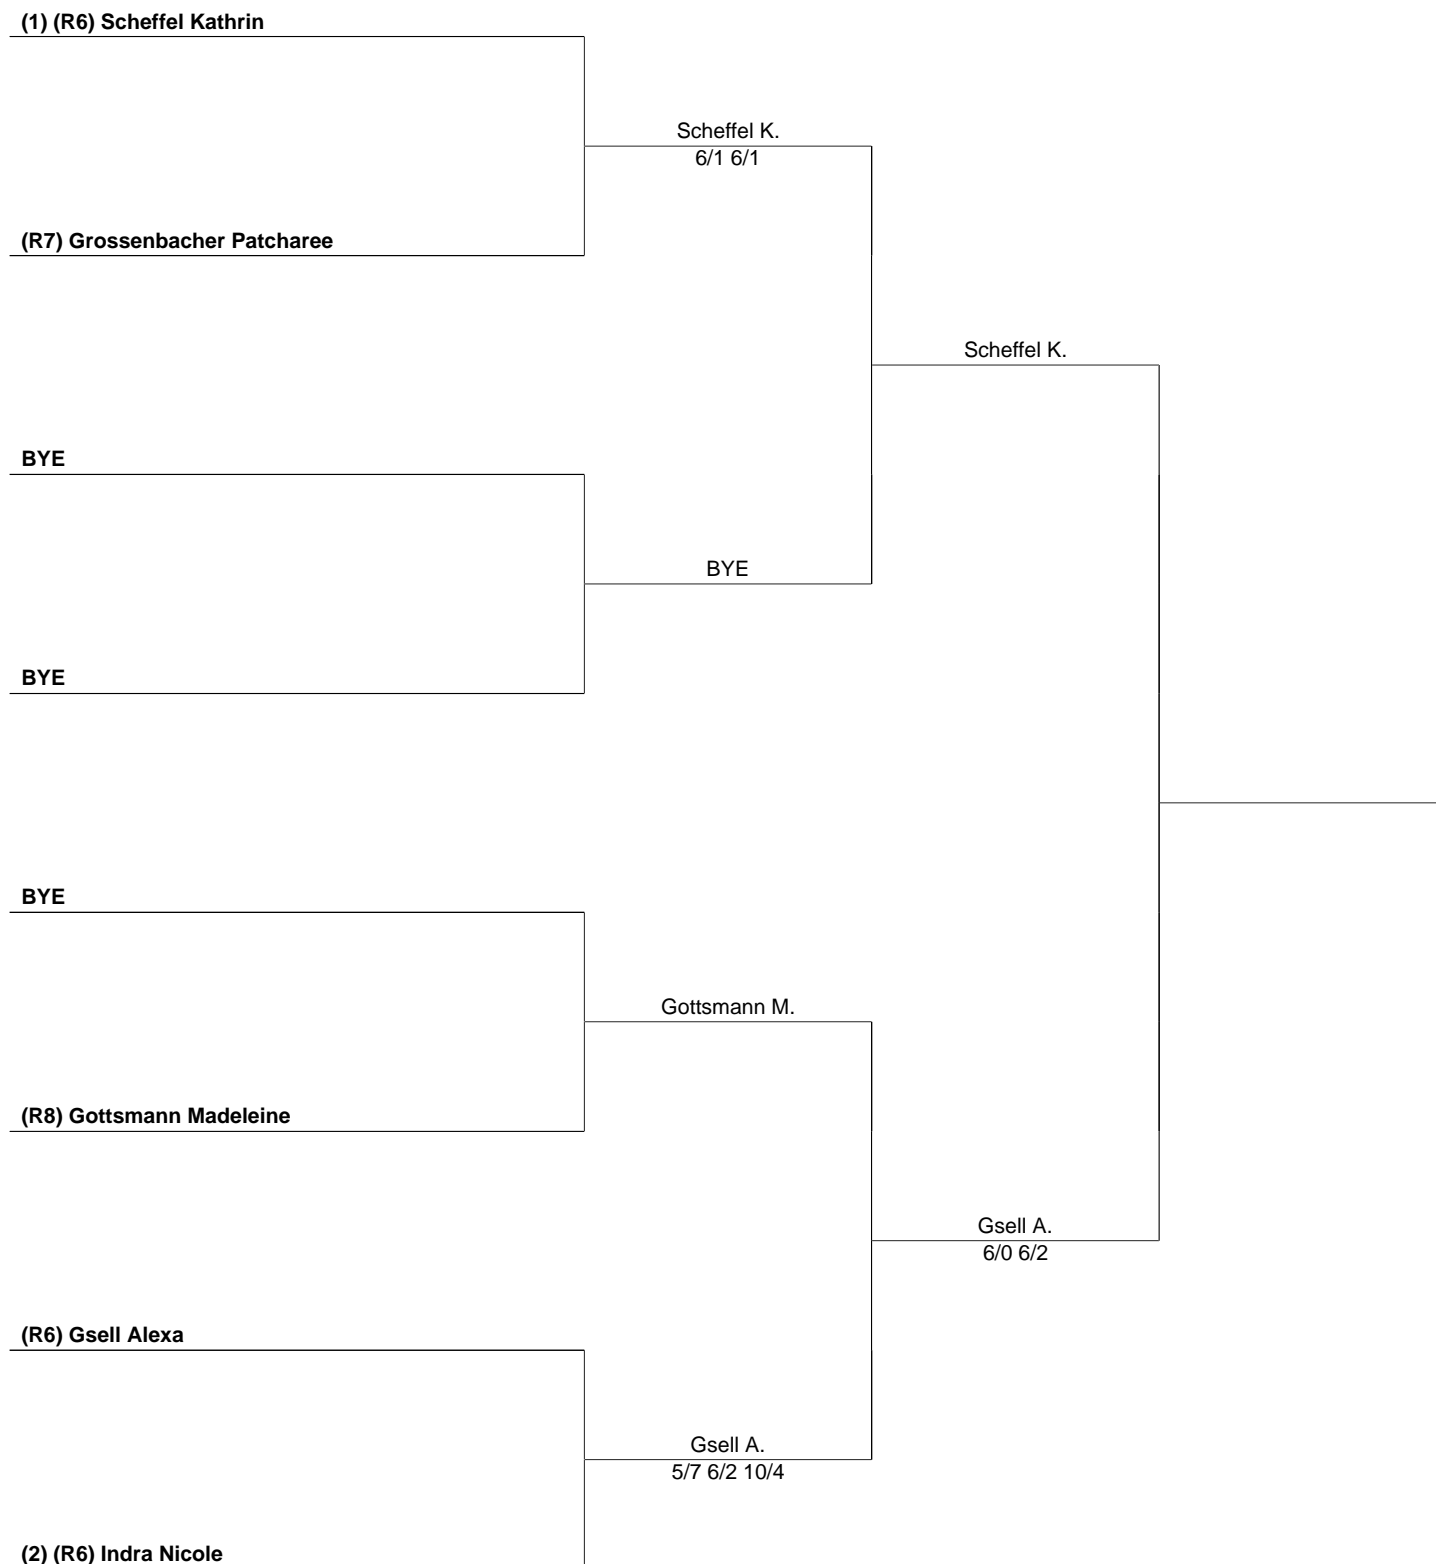 (1) (R6) Scheffel Kathrin
Scheffel K.
6/1 6/1
(R7) Grossenbacher Patcharee
Scheffel K.
BYE
BYE
BYE
BYE
Gottsmann M.
(R8) Gottsmann Madeleine
Gsell A.
6/0 6/2
(R6) Gsell Alexa
Gsell A.
5/7 6/2 10/4
(2) (R6) Indra Nicole